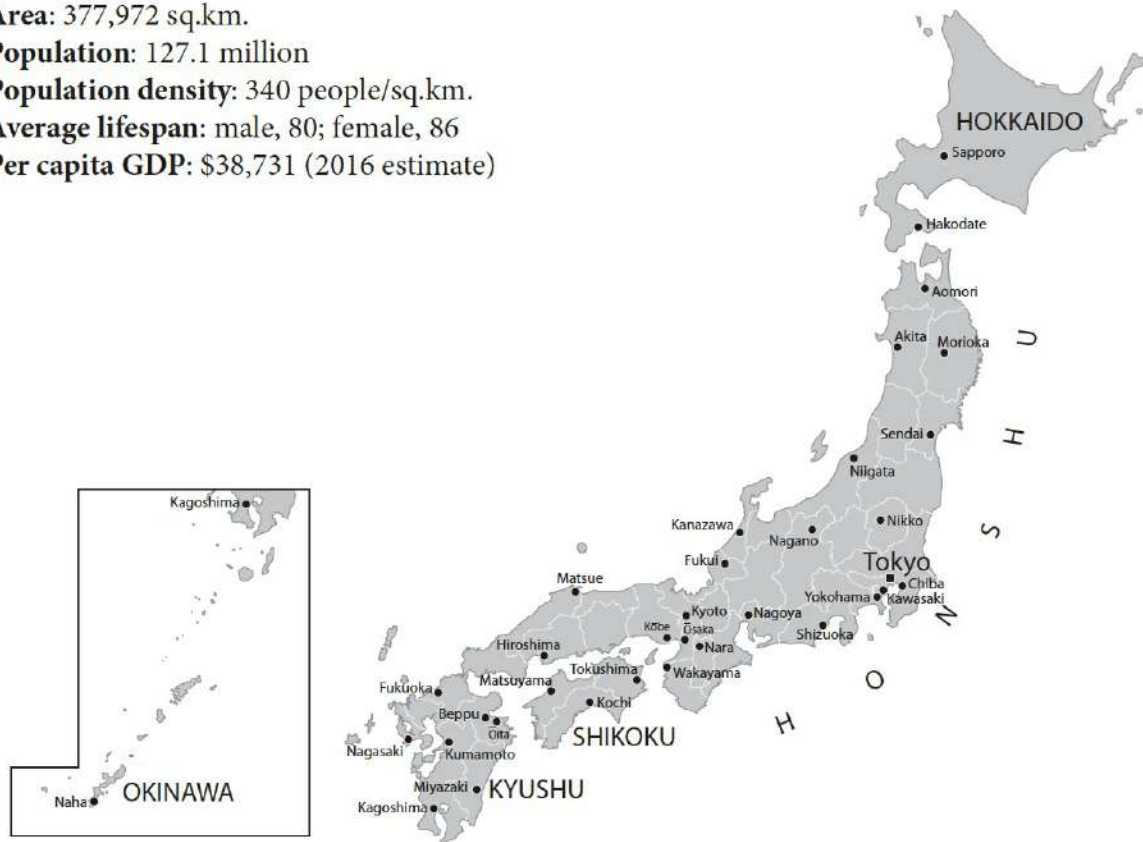 Area: 377,972 sq.km.
Population: 127.1 million
Population density: 340 people/sq.km.
Average lifespan: male, 80; female, 86
Per capita GDP: $38,731 (2016 estimate)
HOKKAIDO
Sapporo
Hakodate
Aomori
Akita
Morioka
Sendai
Niigata
Nikko
Kanazawa
Nagano
Fukui
Tokyo
Chiba
Yokohama
Kawasaki
Matsue
Kyoto
Nagoya
Kōbe
Ōsaka
Shizuoka
Hiroshima
Nara
Tokushima
Wakayama
Matsuyama
Fukuoka
Kochi
Beppu
Ōita
SHIKOKU
Nagasaki
Kumamoto
Miyazaki
KYUSHU
Kagoshima
H O N S H U
Kagoshima
OKINAWA
Naha